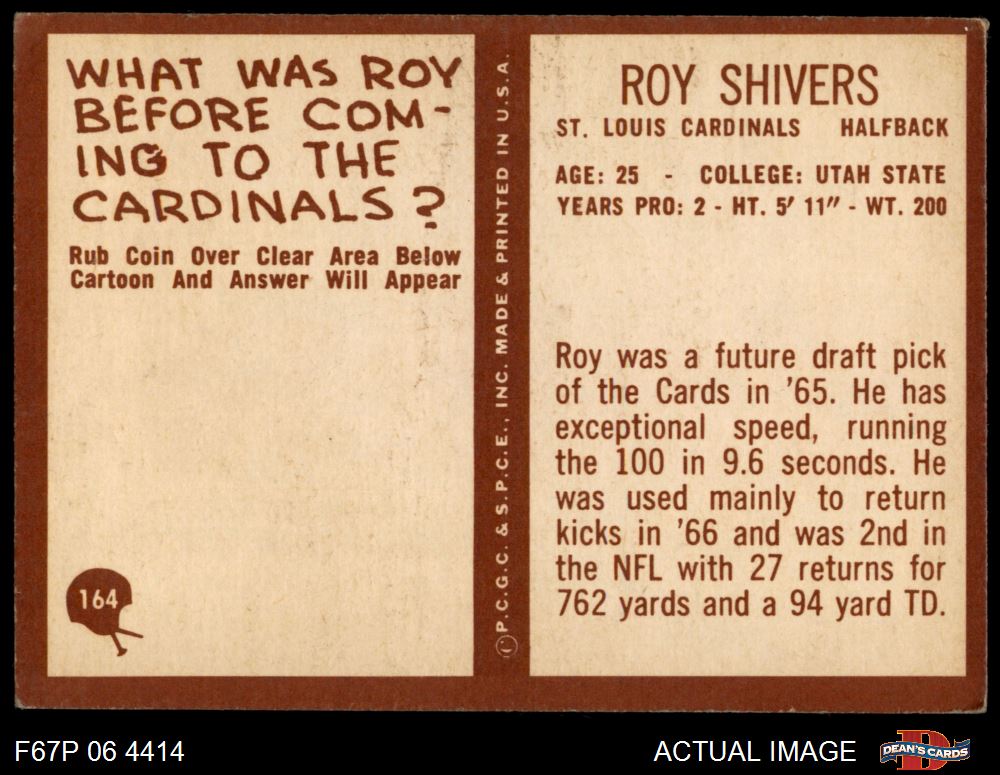 WHAT WAS ROY
BEFORE COM-
ING TO THE
CARDINALS?
Rub Coin Over Clear Area Below
Cartoon And Answer Will Appear
164
©P.C.G.C. & S.P.C.E., INC. MADE & PRINTED IN U.S.A.
ROY SHIVERS
ST. LOUIS CARDINALS HALFBACK
AGE: 25 - COLLEGE: UTAH STATE
YEARS PRO: 2 - HT. 5' 11" - WT. 200
Roy was a future draft pick
of the Cards in '65. He has
exceptional speed, running
the 100 in 9.6 seconds. He
was used mainly to return
kicks in '66 and was 2nd in
the NFL with 27 returns for
762 yards and a 94 yard TD.
F67P 06 4414
ACTUAL IMAGE
D
DEAN'S CARDS